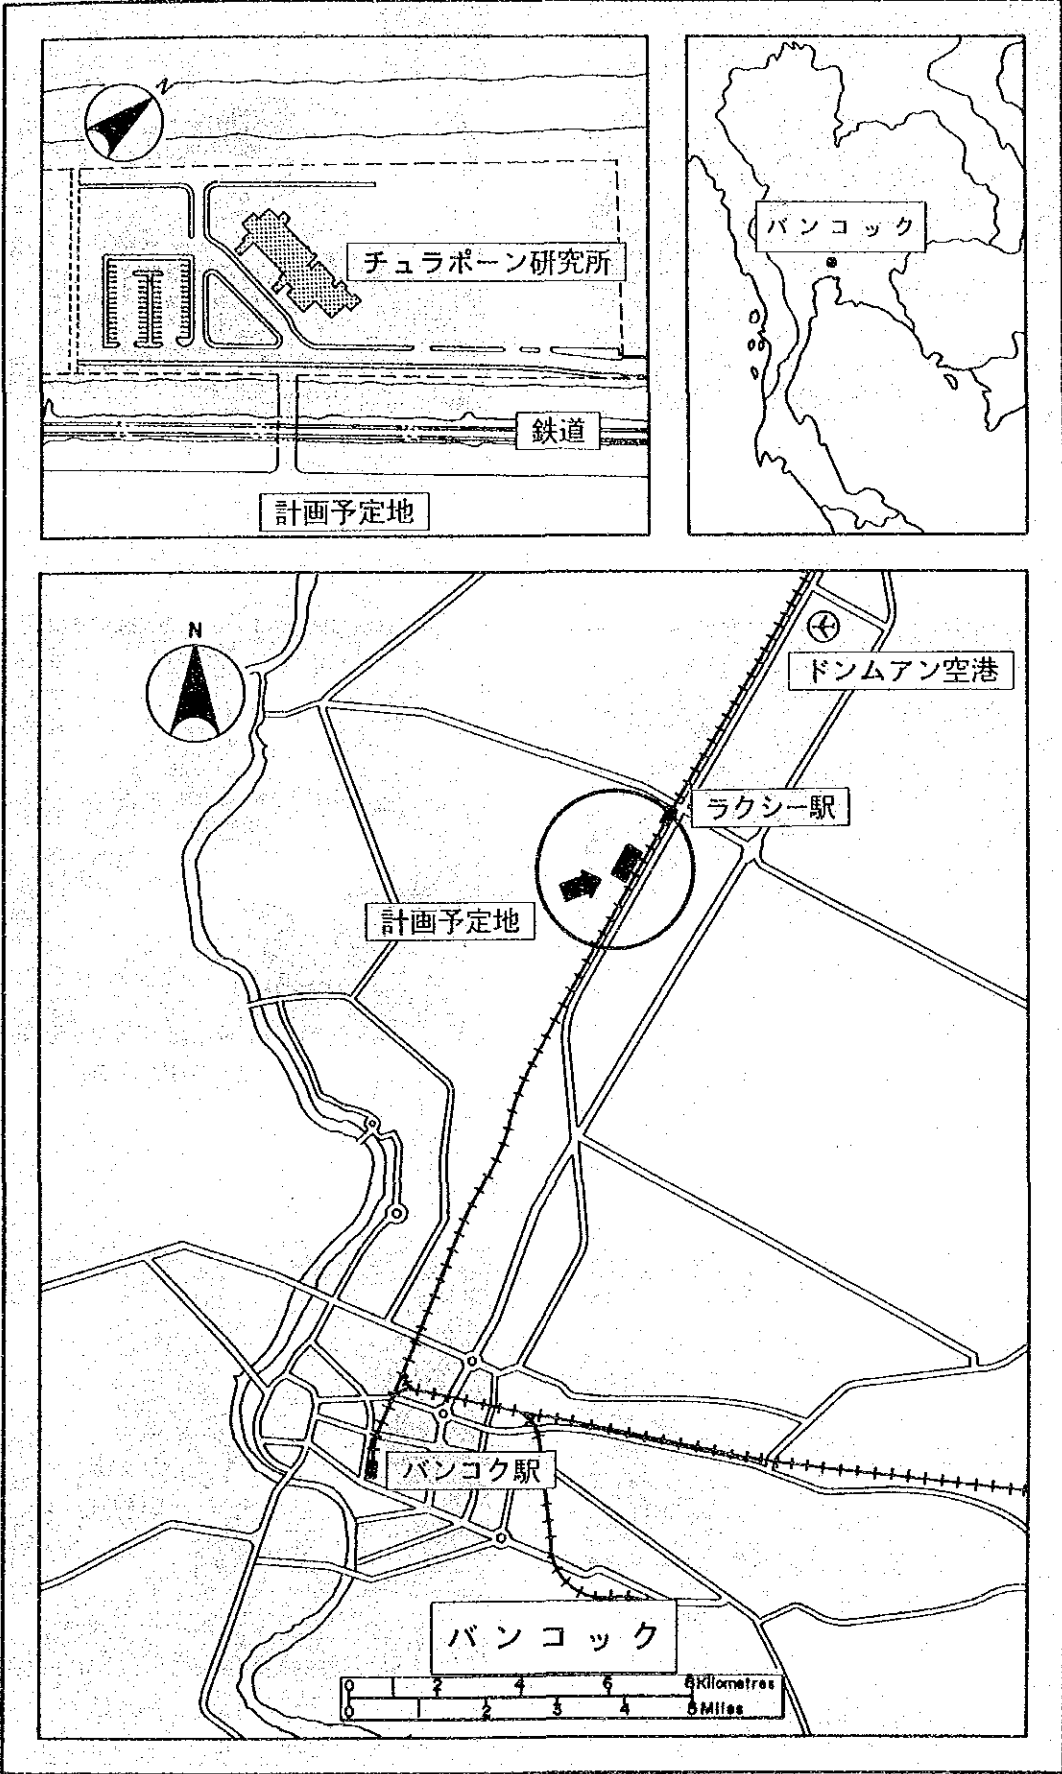 N
チュラポーン研究所
鉄道
計画予定地
バンコック
N
ドンムアン空港
ラクシー駅
計画予定地
バンコク駅
バンコック
0 2 4 6 8Kilometres
0 2 3 4 5Miles